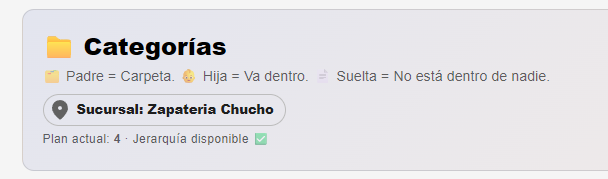 Categorías
Padre = Carpeta. Hija = Va dentro. Suelta = No está dentro de nadie.
Sucursal: Zapateria Chucho
Plan actual: 4 · Jerarquía disponible